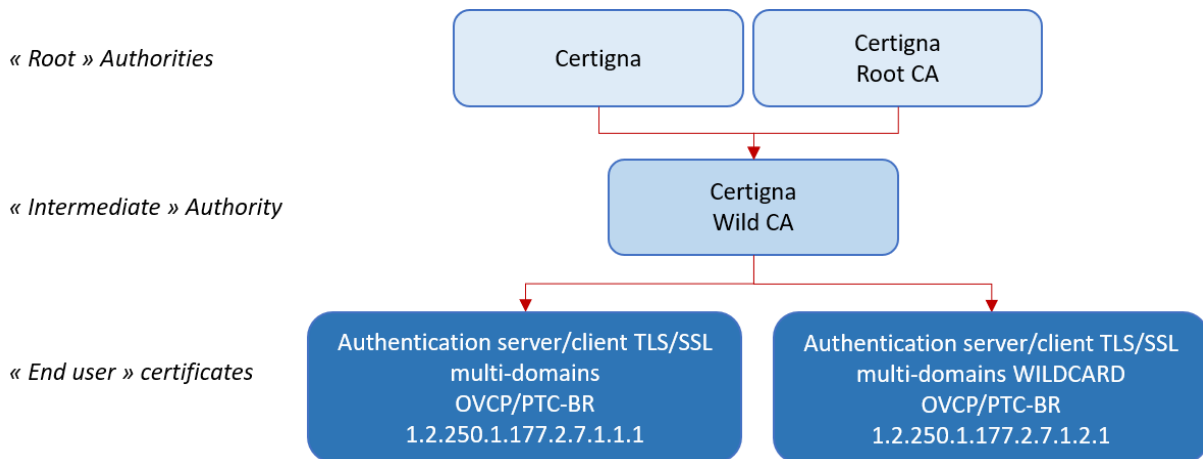 « Root » Authorities
Certigna
Certigna
Root CA
« Intermediate » Authority
Certigna
Wild CA
« End user » certificates
Authentication server/client TLS/SSL
multi-domains
OVCP/PTC-BR
1.2.250.1.177.2.7.1.1.1
Authentication server/client TLS/SSL
multi-domains WILDCARD
OVCP/PTC-BR
1.2.250.1.177.2.7.1.2.1